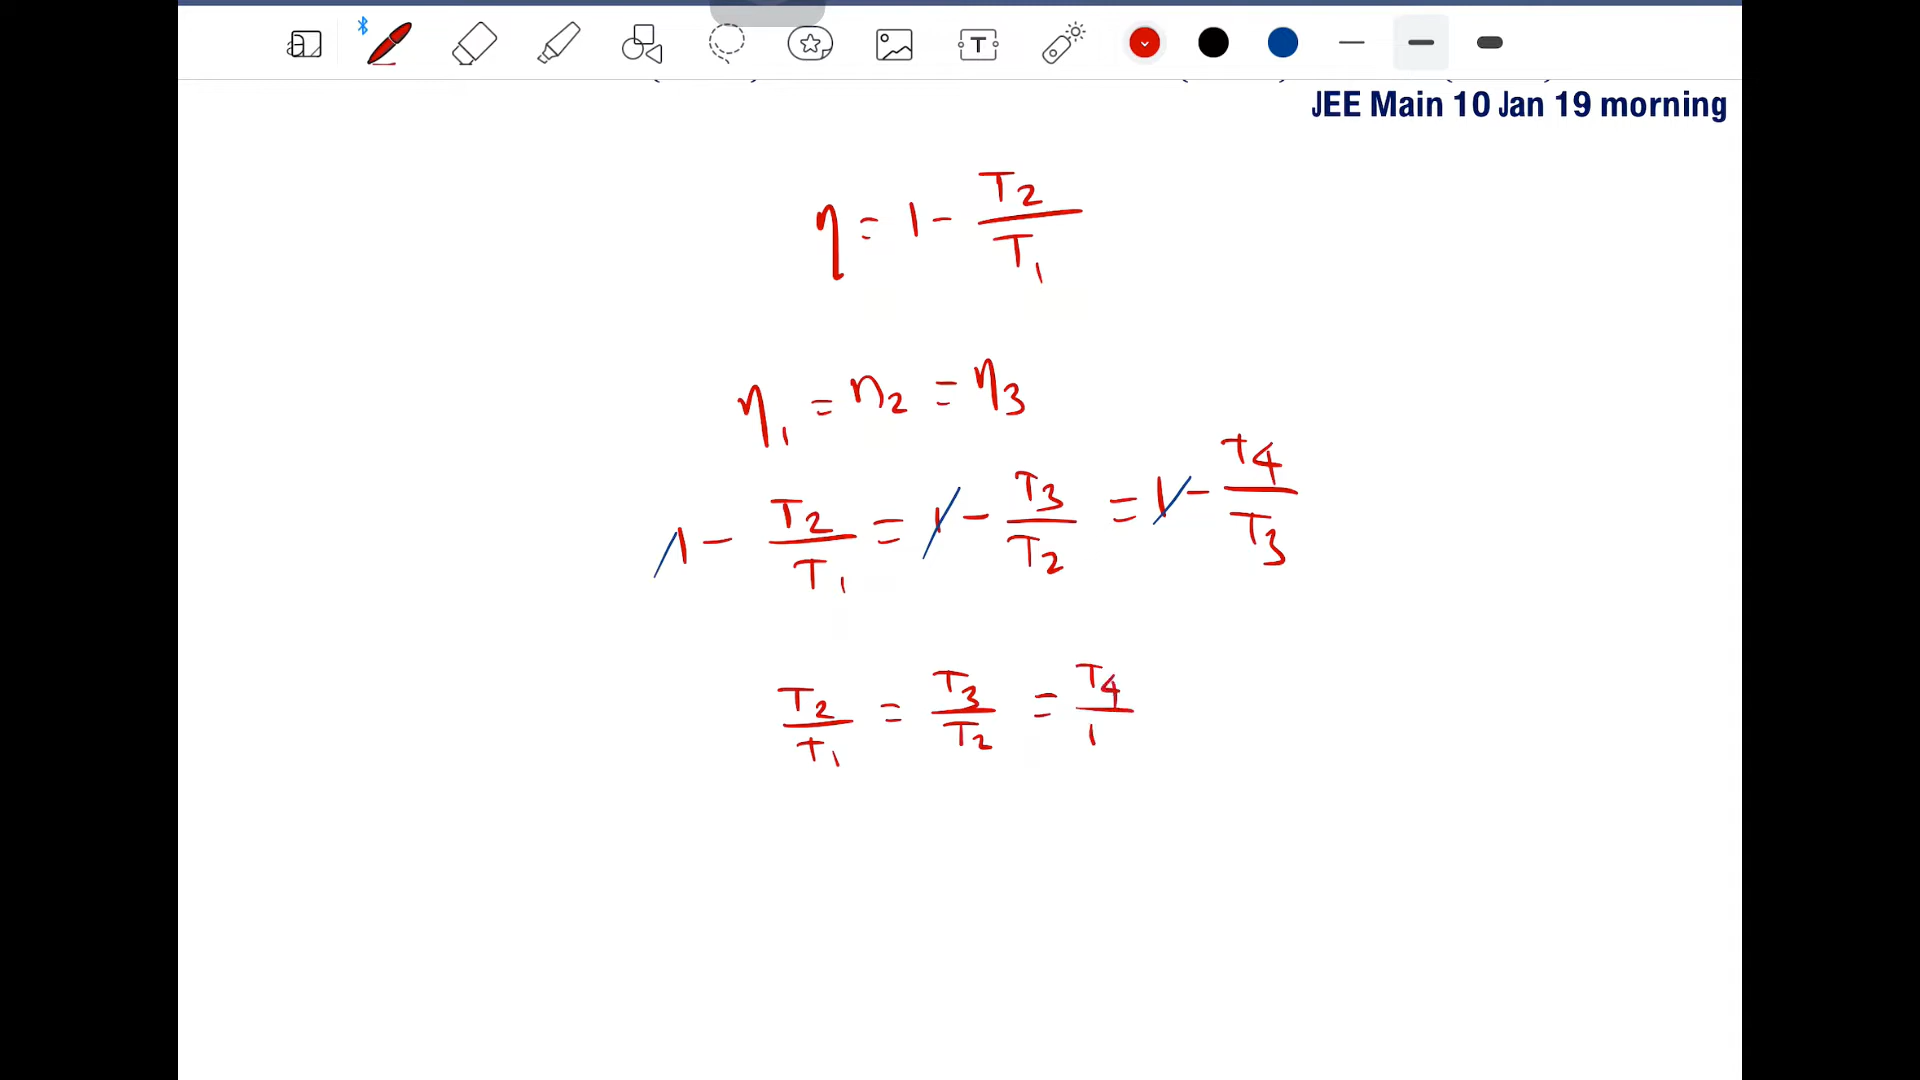 T
JEE Main 10 Jan 19 morning
η = 1 - T2/T1
η1 = n2 = η3
1 - T2/T1 = 1 - T3/T2 = 1 - T4/T3
T2/T1 = T3/T2 = T4/1